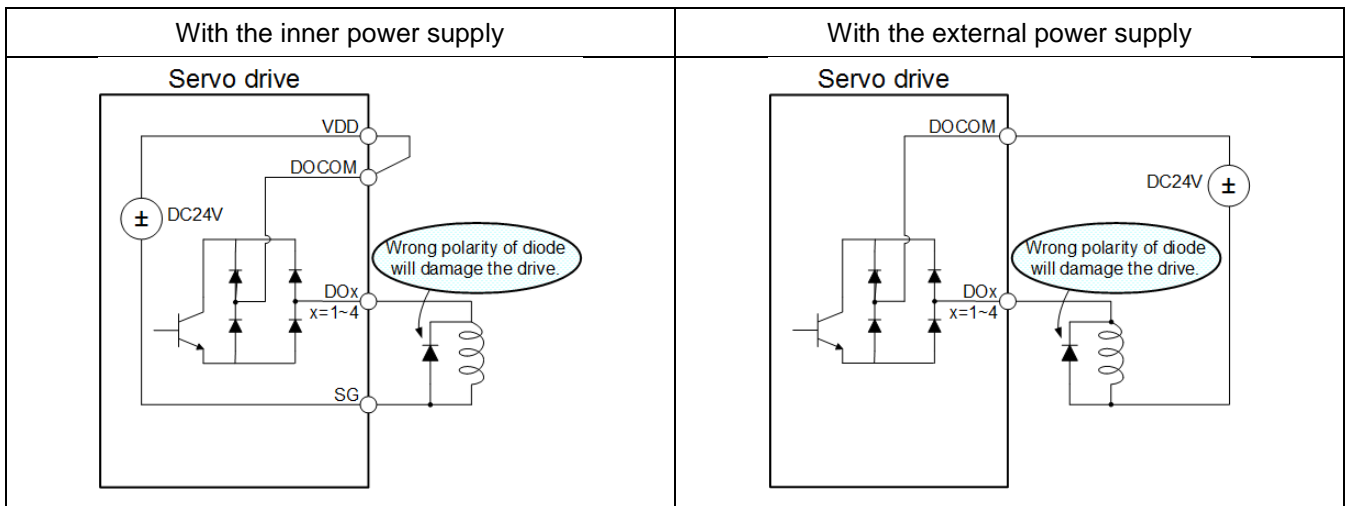 With the inner power supply
With the external power supply
Servo drive
VDD
DOCOM
DC24V
±
Wrong polarity of diode
will damage the drive.
DOx
x=1~4
SG
Servo drive
DOCOM
DC24V
±
Wrong polarity of diode
will damage the drive.
DOx
x=1~4